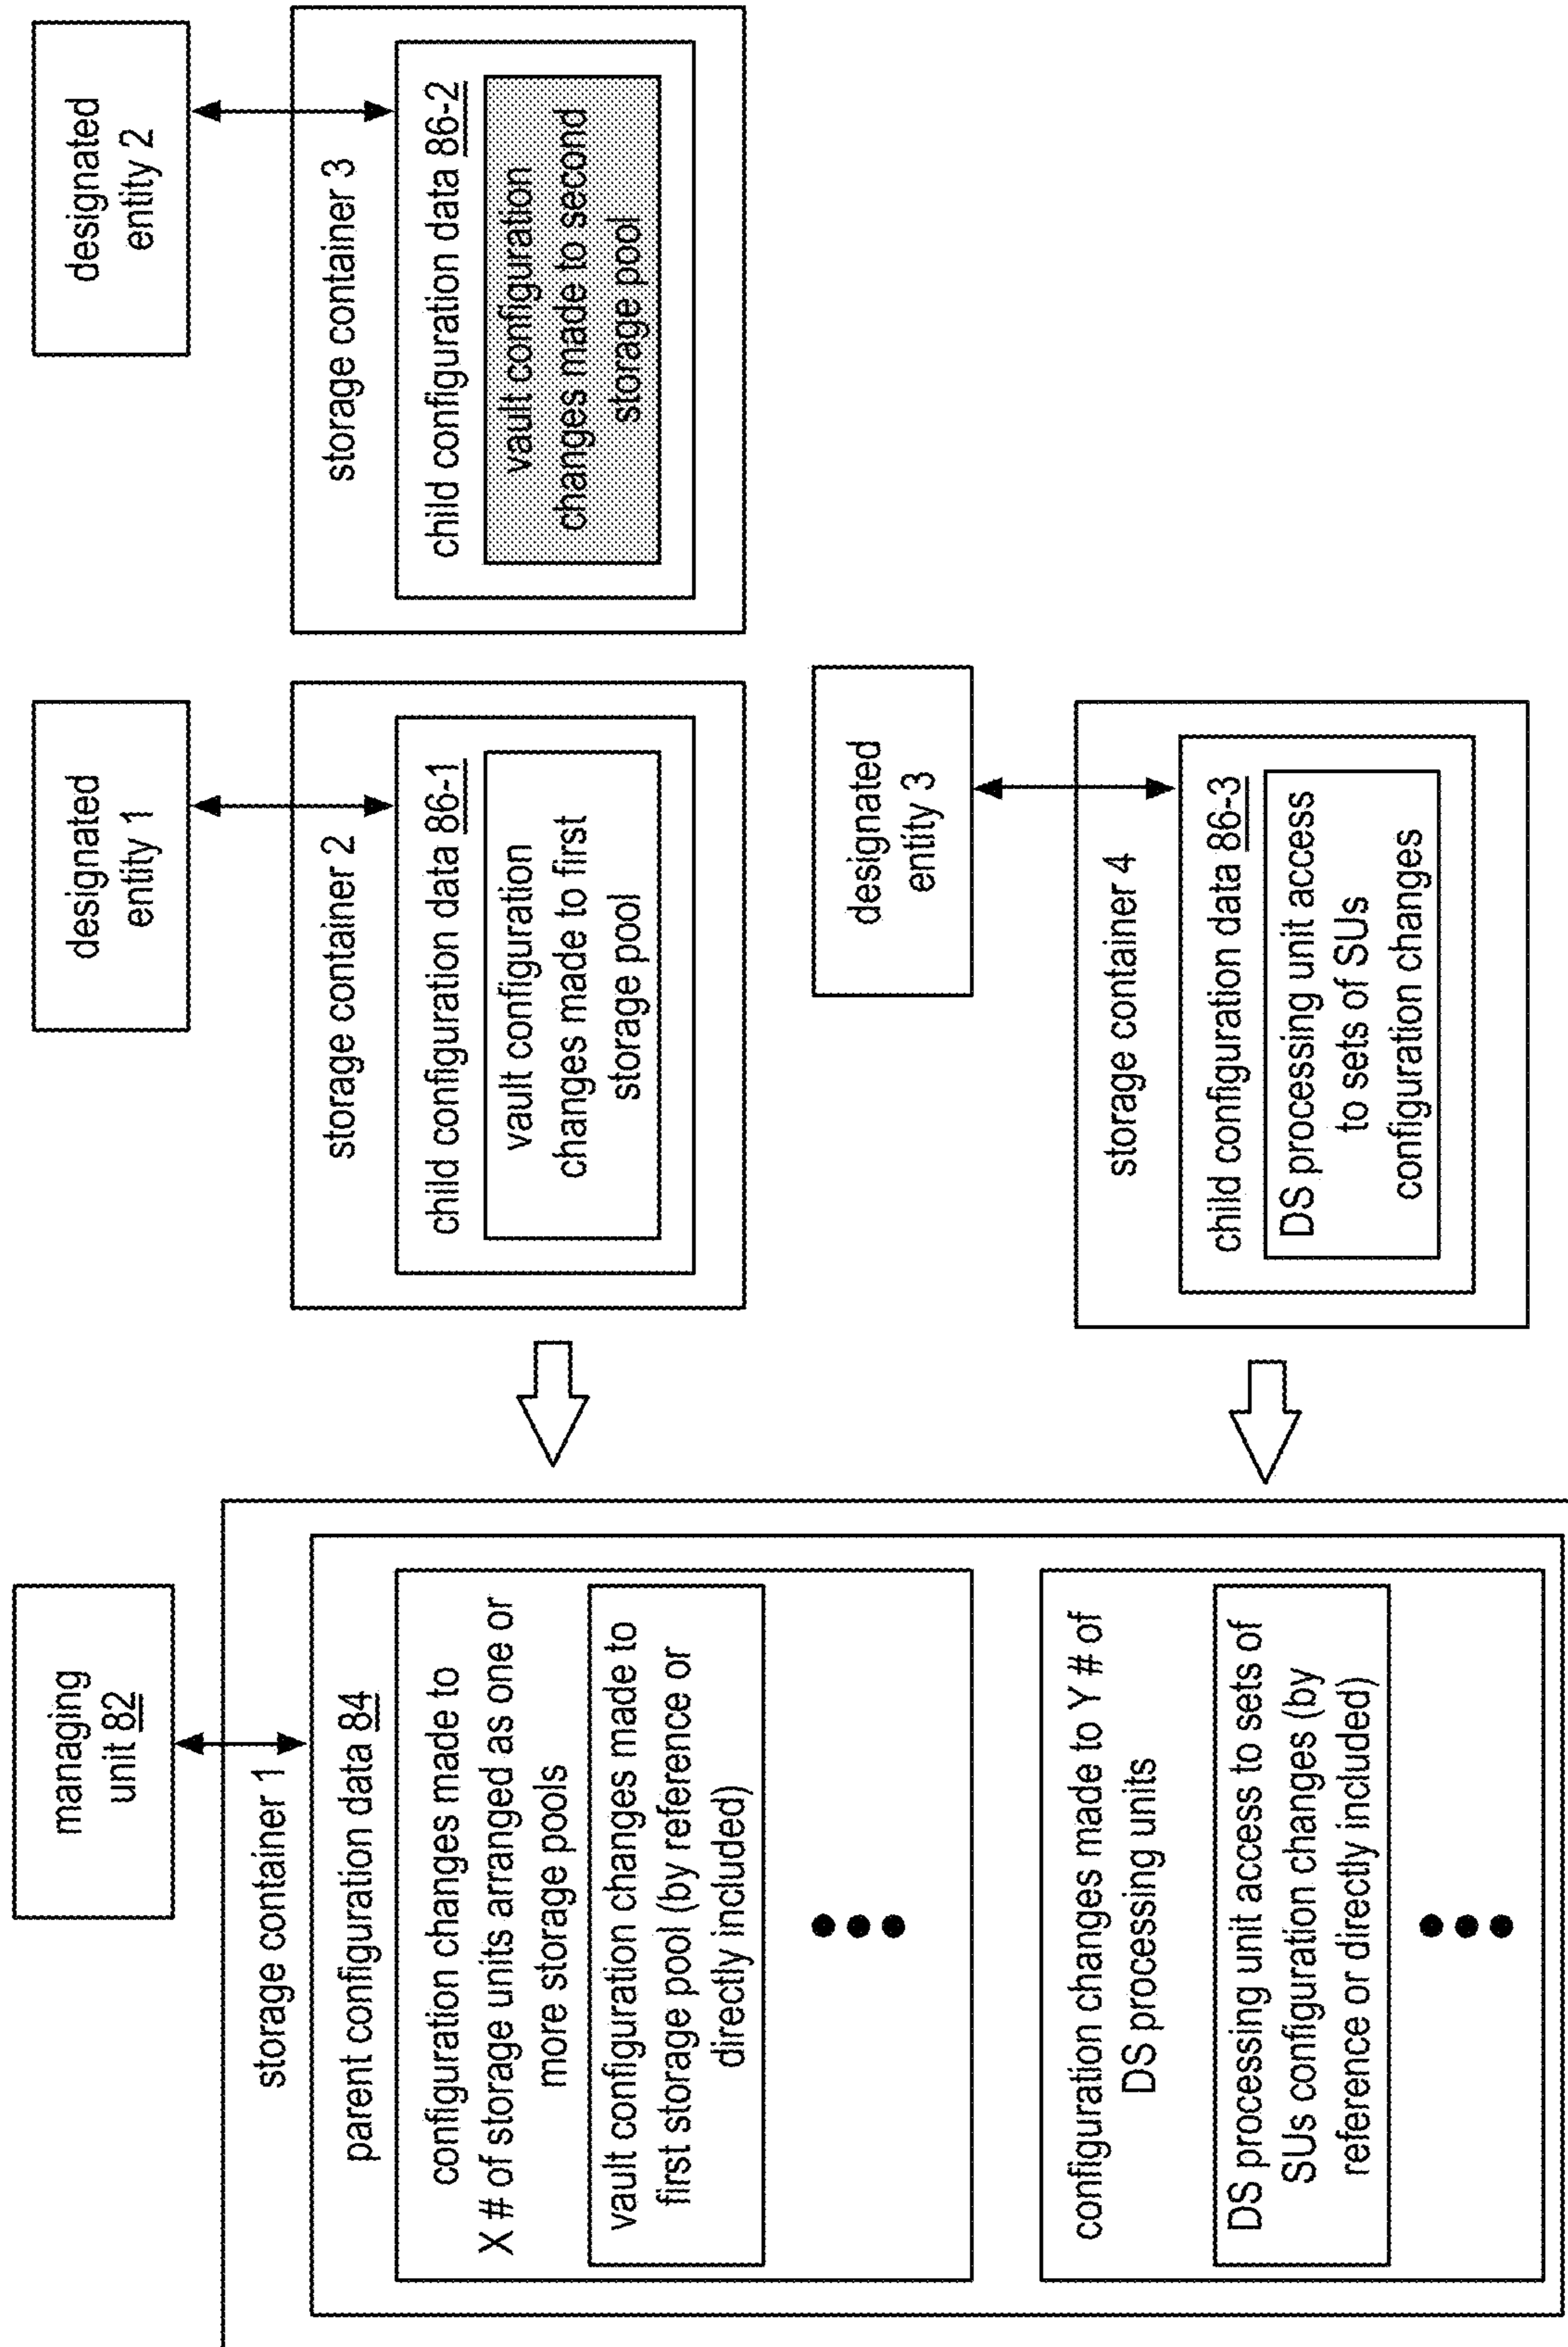 managing
unit 82
storage container 1
parent configuration data 84
configuration changes made to
X # of storage units arranged as one or
more storage pools
vault configuration changes made to
first storage pool (by reference or
directly included)
configuration changes made to Y # of
DS processing units
DS processing unit access to sets of
SUs configuration changes (by
reference or directly included)
designated
entity 1
storage container 2
child configuration data 86-1
vault configuration
changes made to first
storage pool
designated
entity 2
storage container 3
child configuration data 86-2
vault configuration
changes made to second
storage pool
designated
entity 3
storage container 4
child configuration data 86-3
DS processing unit access
to sets of SUs
configuration changes